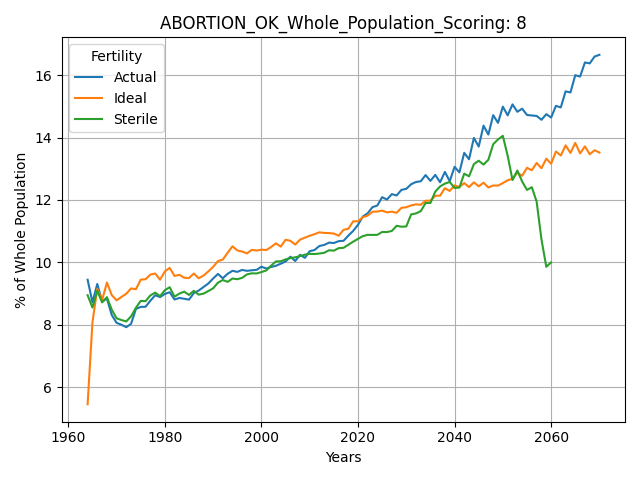 ABORTION_OK_Whole_Population_Scoring: 8
% of Whole Population
16
14
12
10
8
6
Fertility
Actual
Ideal
Sterile
1960 1980 2000 2020 2040 2060
Years